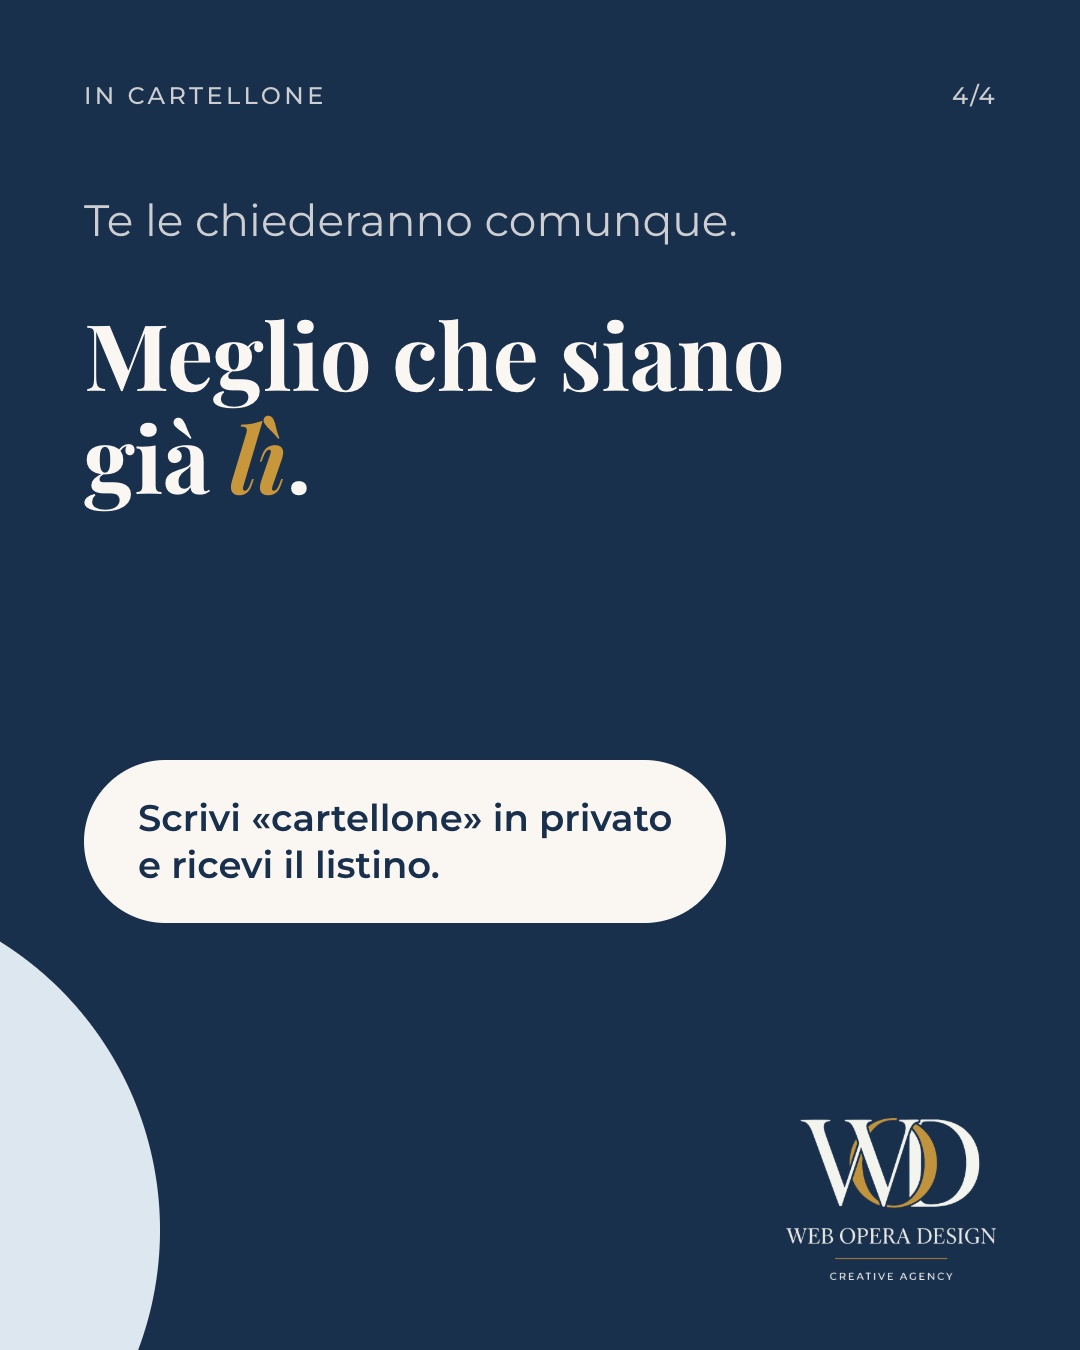 IN CARTELLONE
4/4
Te le chiederanno comunque.
Meglio che siano
già lì.
Scrivi «cartellone» in privato
e ricevi il listino.
WOD
WEB OPERA DESIGN
CREATIVE AGENCY